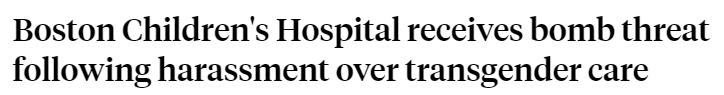 Boston Children's Hospital receives bomb threat
following harassment over transgender care